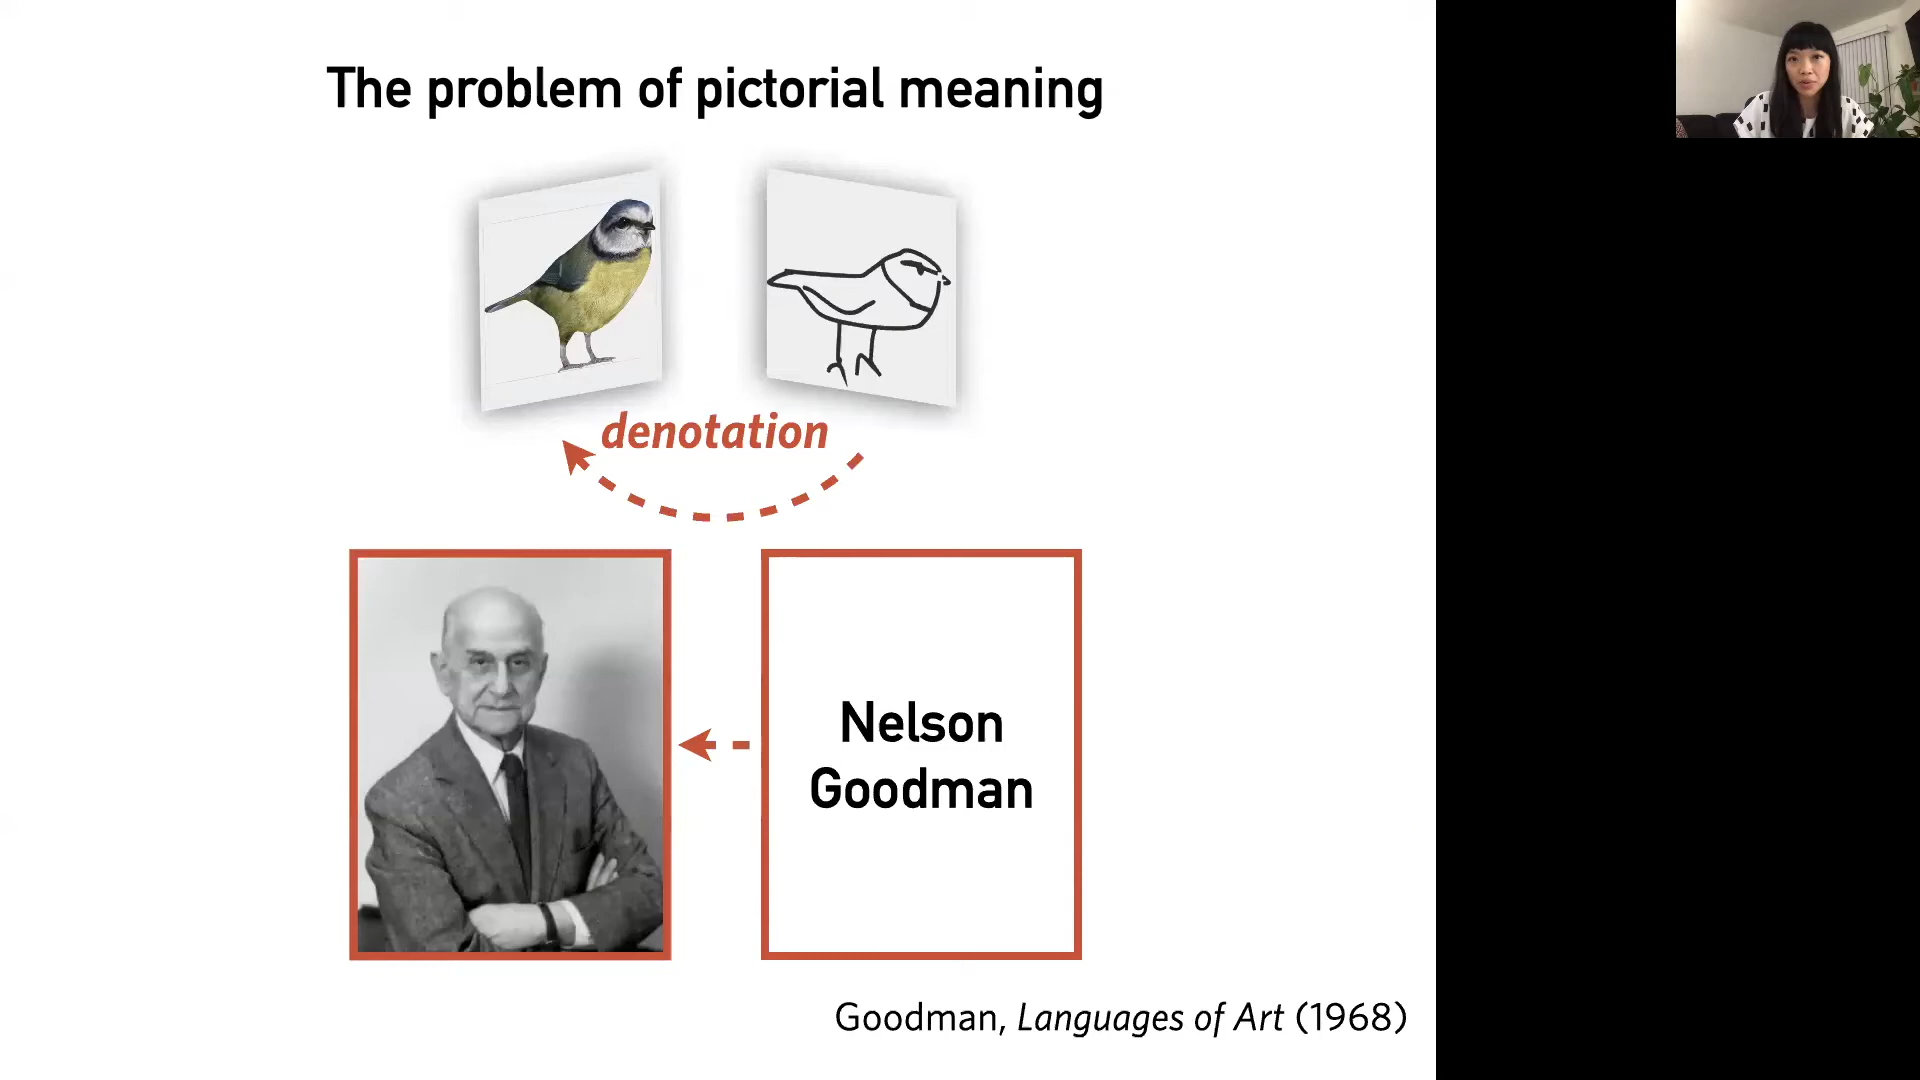 The problem of pictorial meaning
denotation
Nelson
Goodman
Goodman, Languages of Art (1968)